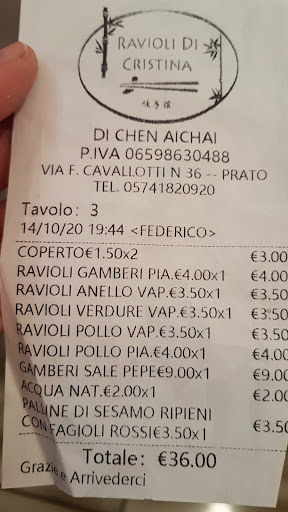 RAVIOLI DI
CRISTINA
DI CHEN AICHAI
P.IVA 06598630488
VIA F. CAVALLOTTI N 36 -- PRATO
TEL. 05741820920
Tavolo: 3
14/10/20 19:44 <FEDERICO>
COPERTO€1.50x2 €3.00
RAVIOLI GAMBERI PIA.€4.00x1 €4.00
RAVIOLI ANELLO VAP.€3.50x1 €3.50
RAVIOLI VERDURE VAP.€3.50x1 €3.50
RAVIOLI POLLO VAP.€3.50x1 €3.50
RAVIOLI POLLO PIA.€4.00x1 €4.00
GAMBERI SALE PEPE€9.00x1 €9.00
ACQUA NAT.€2.00x1 €2.00
PALLINE DI SESAMO RIPIENI
CON FAGIOLI ROSSI€3.50x1 €3.50
Totale: €36.00
Grazie e Arrivederci